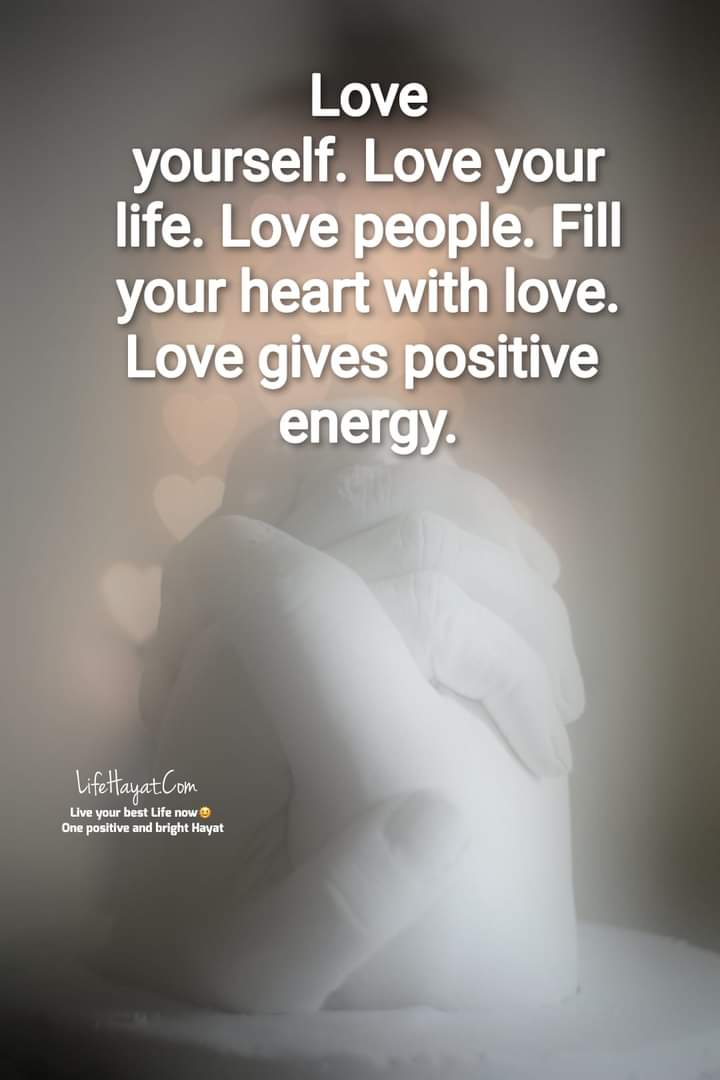 Love
yourself. Love your
life. Love people. Fill
your heart with love.
Love gives positive
energy.
LifeHayat.Com
Live your best Life now😃
One positive and bright Hayat